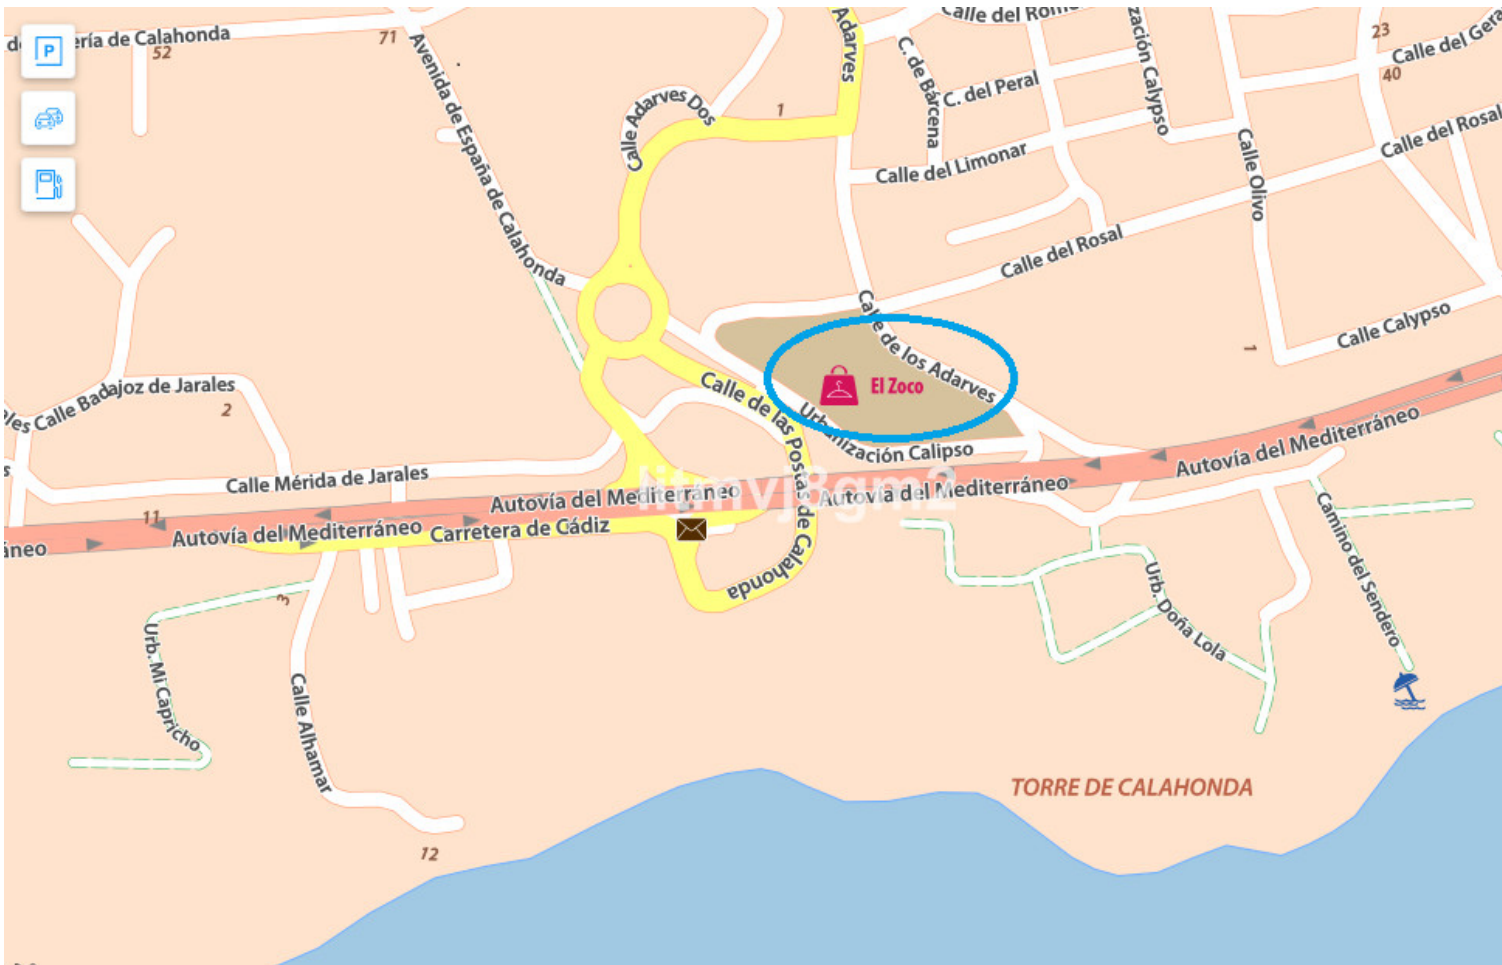 Calle del Romo
Adarves
ería de Calahonda
52
71
Avenida de España de Calahonda
P
C. de Bárcena
C. del Peral
zación Calypso
23
Calle del Gera
40
Calle Adarves Dos
1
Calle del Limonar
Calle Olivo
Calle del Rosal
Calle del Rosal
Calle de los Adarves
Calle Calypso
1
El Zoco
Calle Badajoz de Jarales
2
Calle de las Postas de Calahonda
Urbanización Calipso
Autovía del Mediterráneo
Calle Mérida de Jarales
Autovía del Mediterráneo
Autovía del Mediterráneo
litmvj8gm2
11
Autovía del Mediterráneo
Carretera de Cádiz
áneo
Camino del Sendero
Urb. Doña Lola
3
Urb. Mi Capricho
Calle Alhamar
TORRE DE CALAHONDA
12